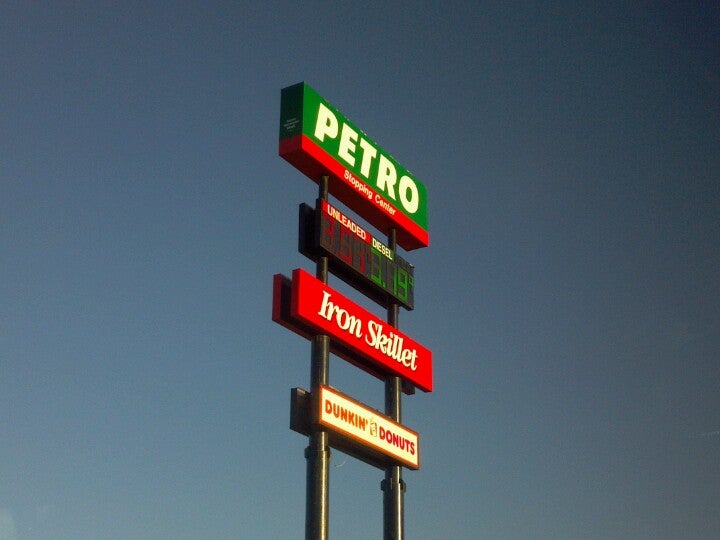 PETRO
Stopping Center
UNLEADED DIESEL
Iron Skillet
DUNKIN' DONUTS